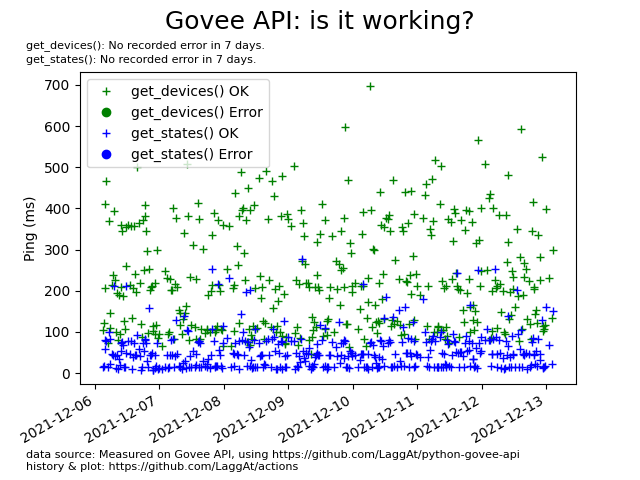 Govee API: is it working?
get_devices(): No recorded error in 7 days.
get_states(): No recorded error in 7 days.
get_devices() OK
get_devices() Error
get_states() OK
get_states() Error
Ping (ms)
700
600
500
400
300
200
100
0
2021-12-06
2021-12-07
2021-12-08
2021-12-09
2021-12-10
2021-12-11
2021-12-12
2021-12-13
data source: Measured on Govee API, using https://github.com/LaggAt/python-govee-api
history & plot: https://github.com/LaggAt/actions